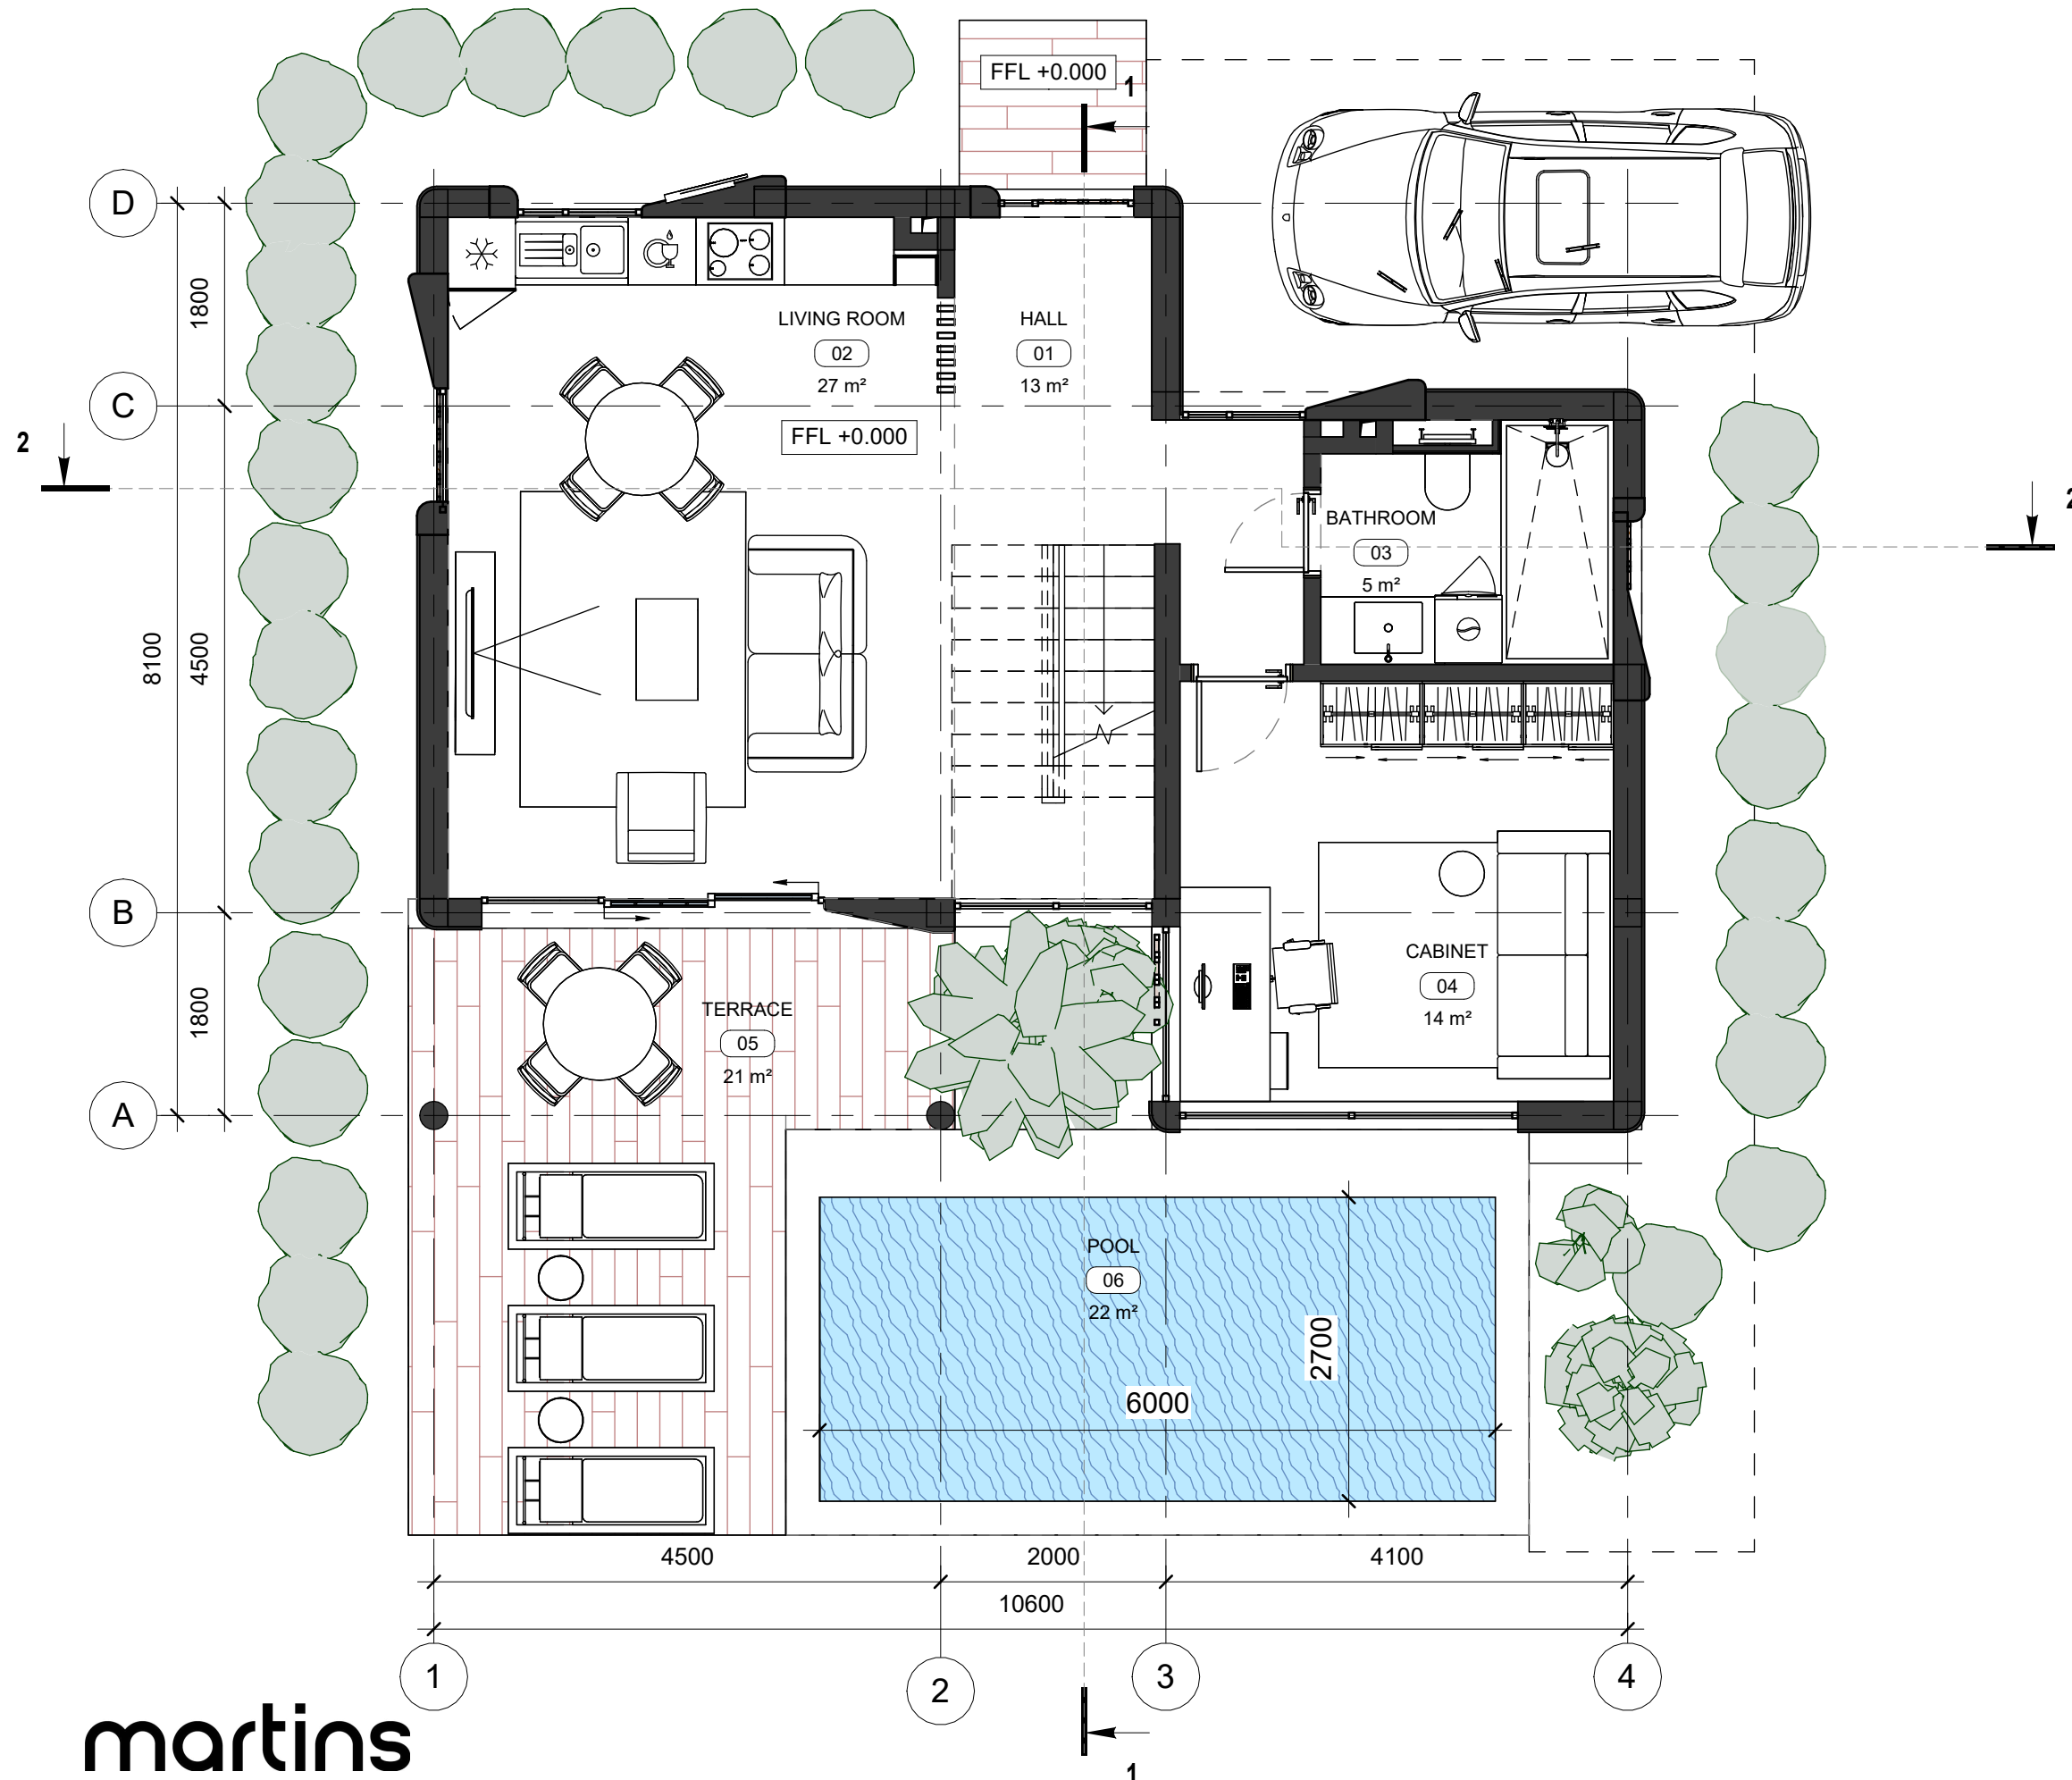 FFL +0.000
1
D
LIVING ROOM
02
27 m²
HALL
01
13 m²
1800
C
FFL +0.000
2
2
BATHROOM
03
5 m²
8100
4500
B
CABINET
04
14 m²
TERRACE
05
21 m²
1800
A
POOL
06
22 m²
2700
6000
4500
2000
4100
10600
1
2
3
4
martins
1